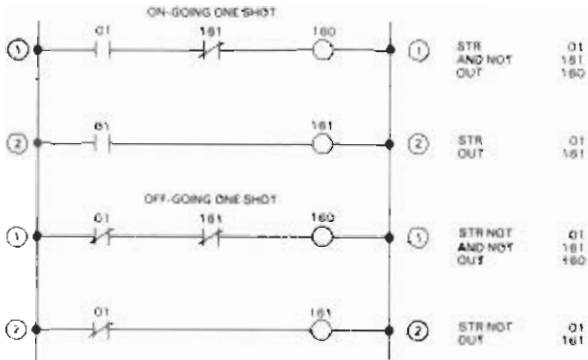 ON-GOING ONE SHOT
01 161 160
1 1 STR 01
AND NOT 161
OUT 160
01 161
2 2 STR 01
OUT 161
OFF-GOING ONE SHOT
01 161 160
1 1 STR NOT 01
AND NOT 161
OUT 160
01 161
2 2 STR NOT 01
OUT 161